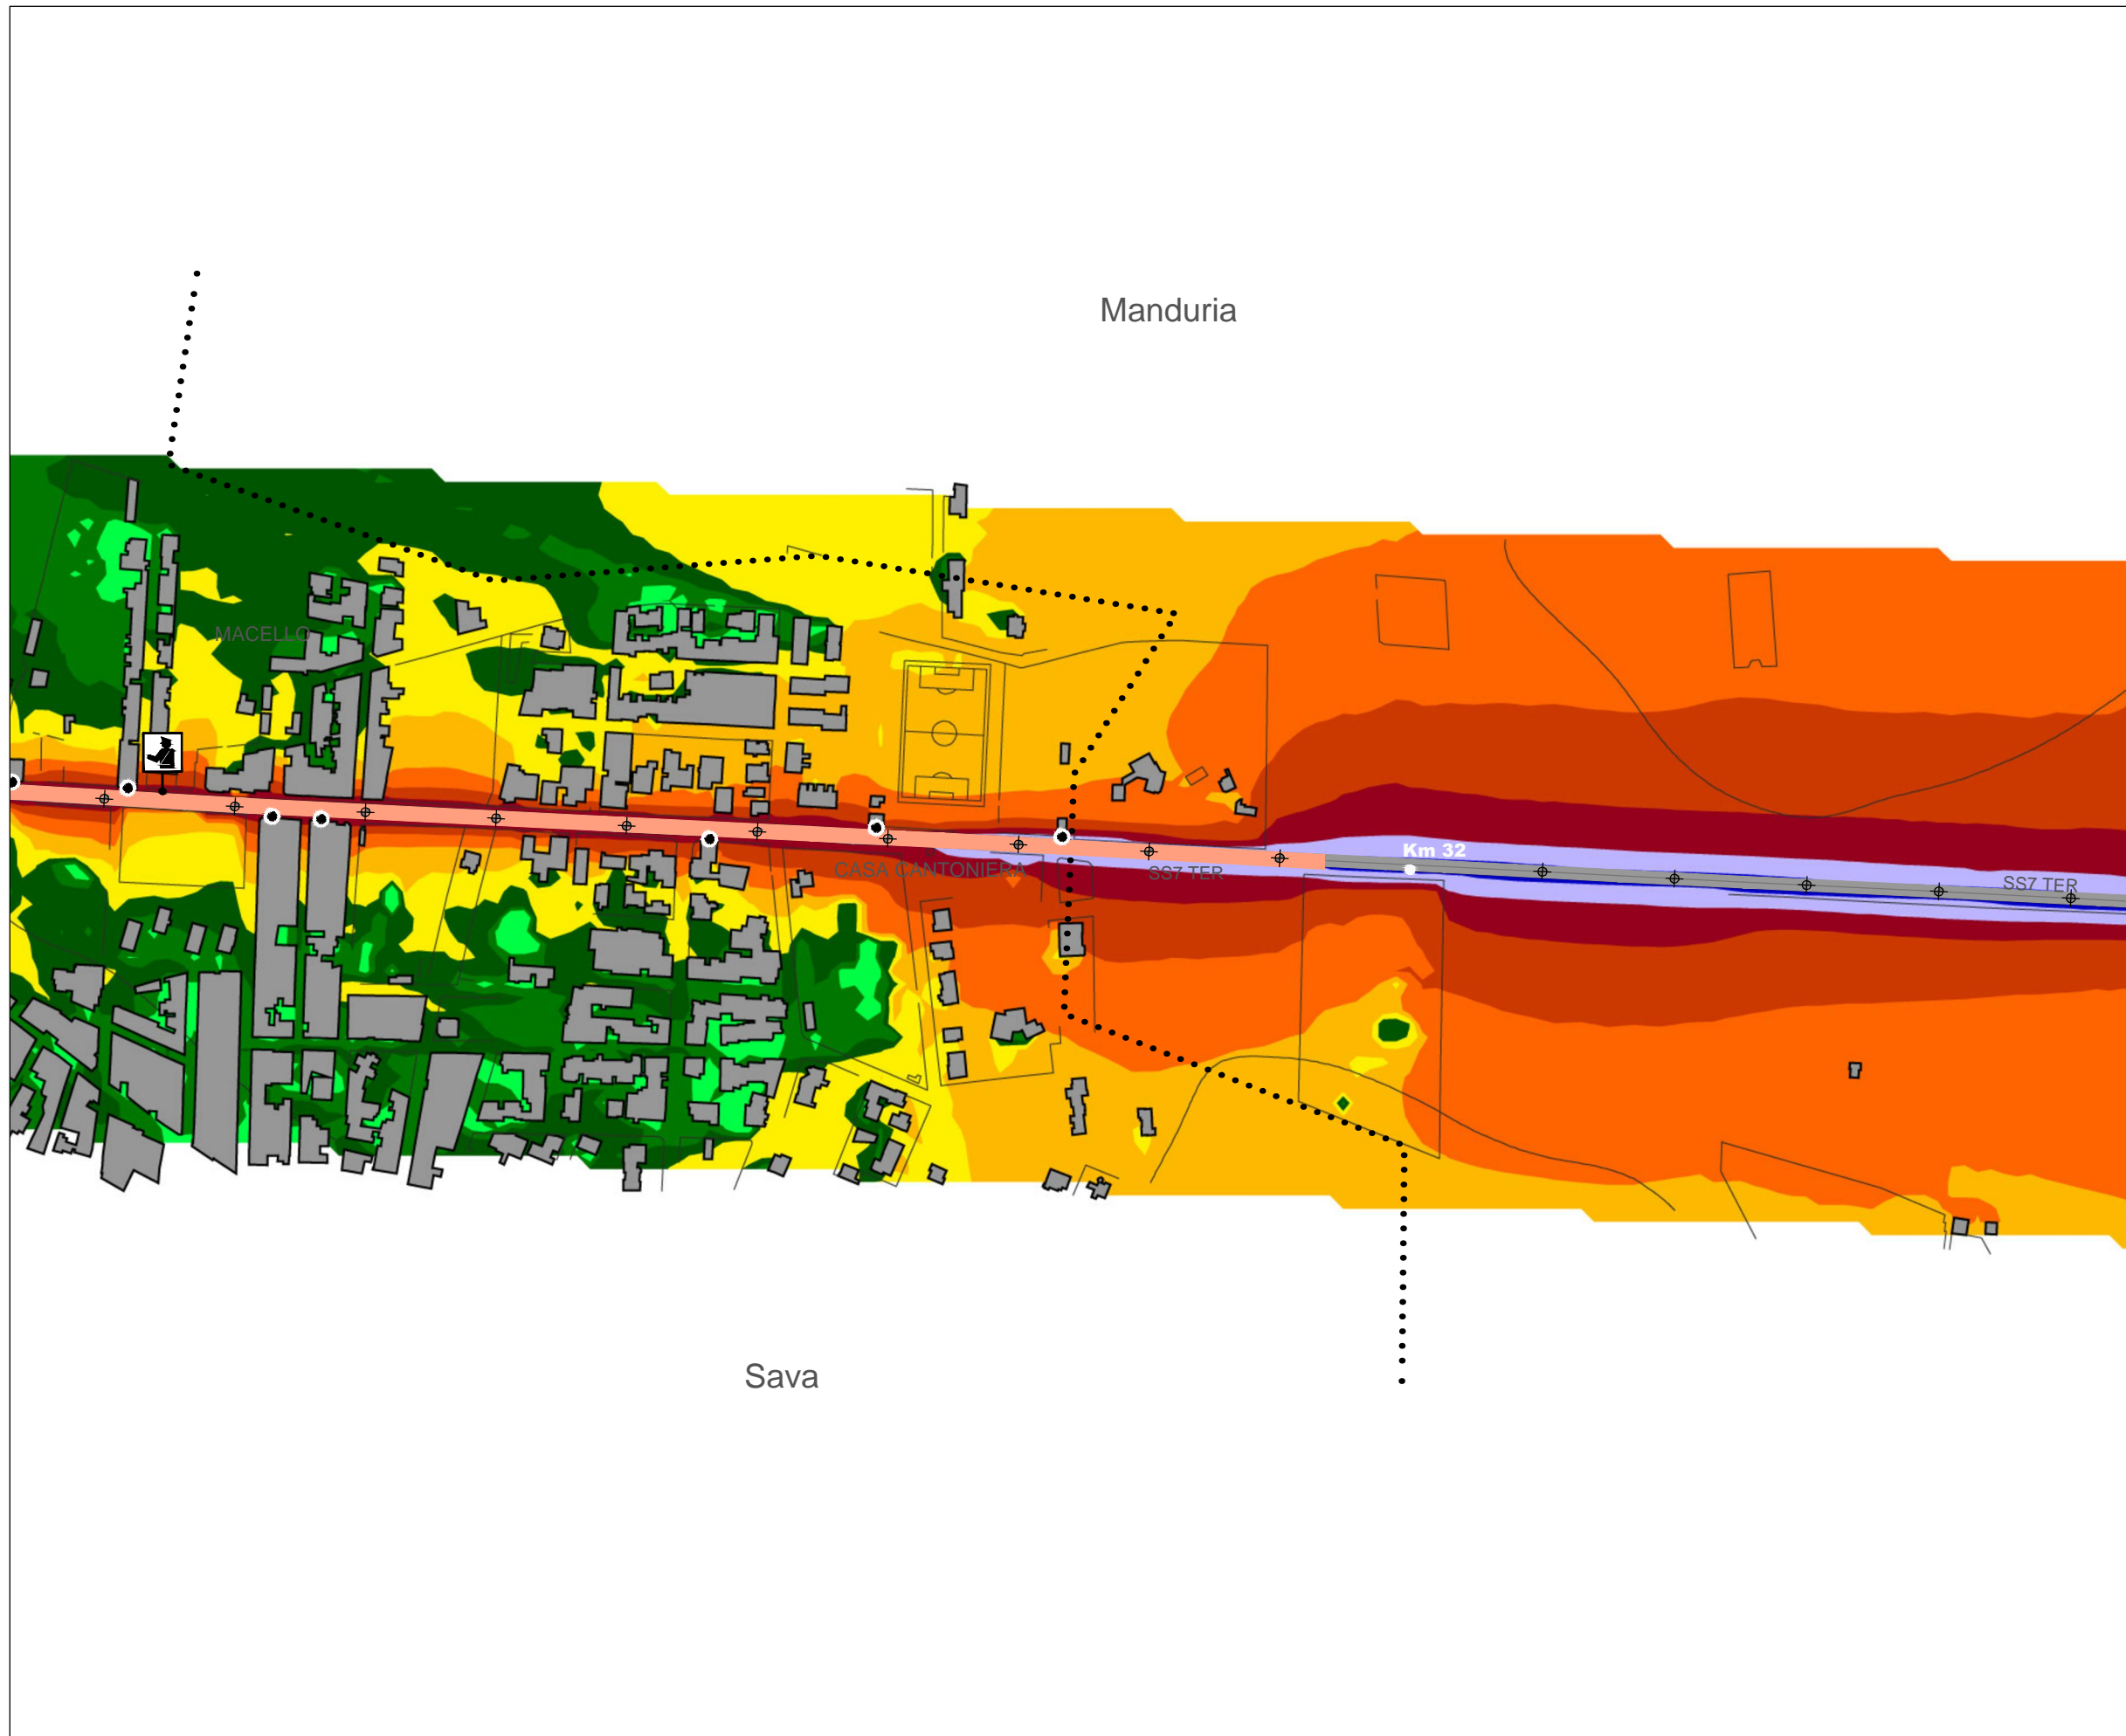 Manduria
MACELLO
Km 32
CASA CANTONIERA
SS7 TER
SS7 TER
Sava